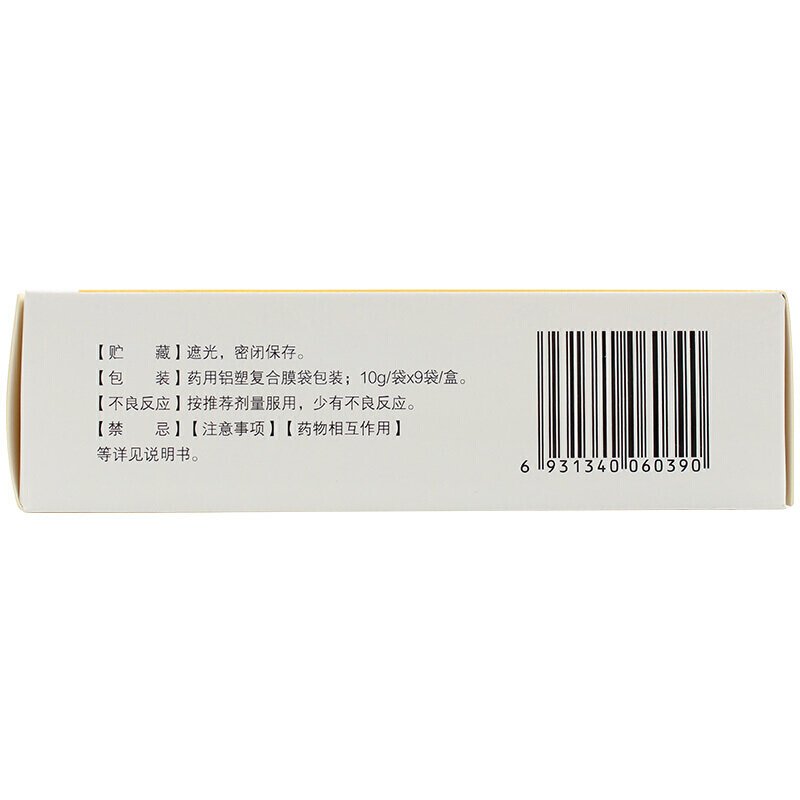 【贮 藏】遮光，密闭保存。
【包 装】药用铝塑复合膜袋包装；10g/袋x9袋/盒。
【不良反应】按推荐剂量服用，少有不良反应。
【禁 忌】【注意事项】【药物相互作用】
等详见说明书。
6 931340 060390